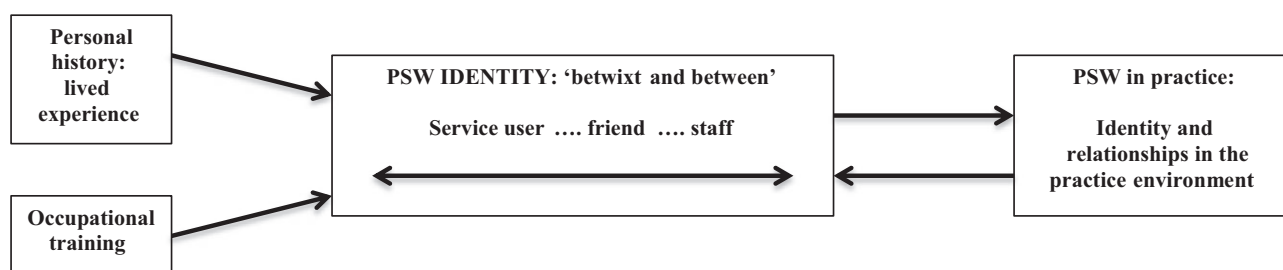 Personal
history:
lived
experience
Occupational
training
PSW IDENTITY: ‘betwixt and between’
Service user .... friend .... staff
PSW in practice:
Identity and
relationships in the
practice environment